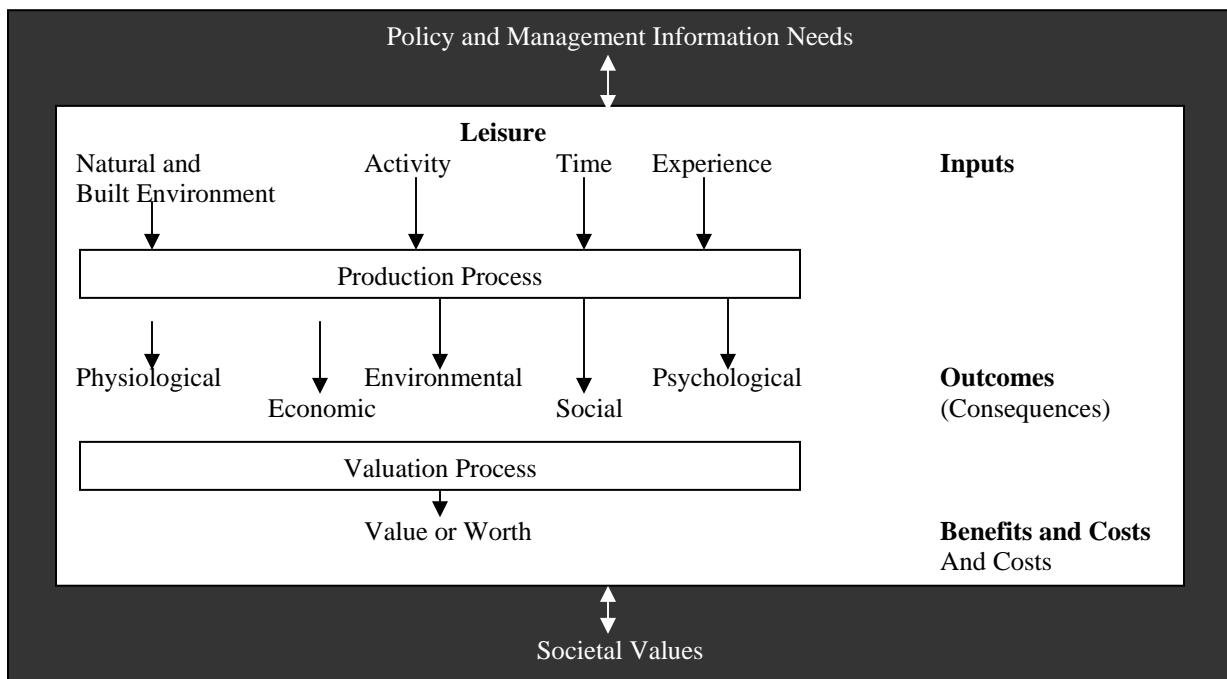 Policy and Management Information Needs
Leisure
Natural and
Built Environment
Activity
Time
Experience
Inputs
Production Process
Physiological
Economic
Environmental
Social
Psychological
Outcomes
(Consequences)
Valuation Process
Value or Worth
Benefits and Costs
And Costs
Societal Values